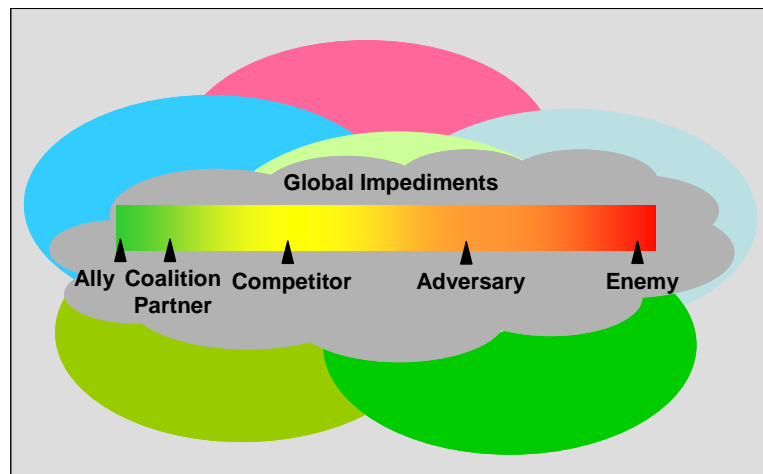 Global Impediments
Ally
Coalition
Partner
Competitor
Adversary
Enemy